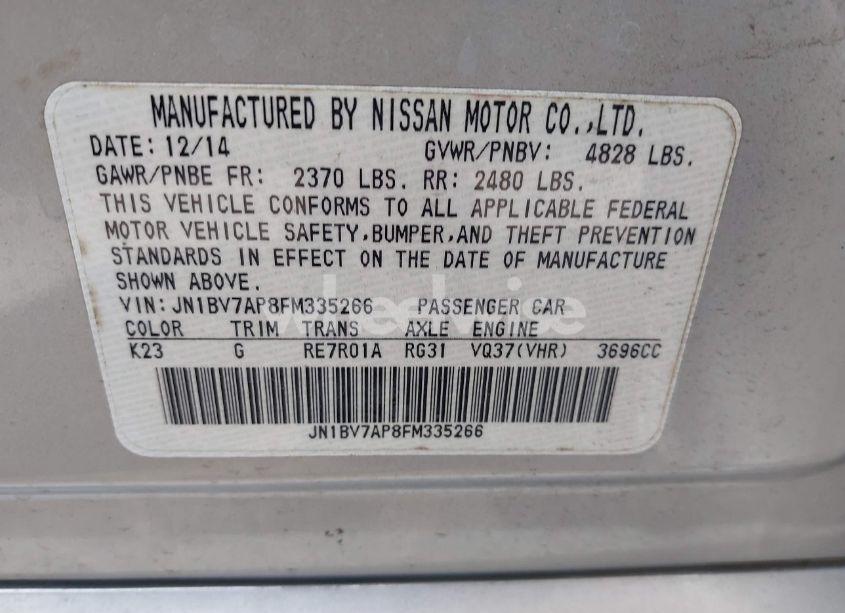 MANUFACTURED BY NISSAN MOTOR CO.,LTD.
DATE: 12/14 GVWR/PNBV: 4828 LBS.
GAWR/PNBE FR: 2370 LBS. RR: 2480 LBS.
THIS VEHICLE CONFORMS TO ALL APPLICABLE FEDERAL
MOTOR VEHICLE SAFETY,BUMPER,AND THEFT PREVENTION
STANDARDS IN EFFECT ON THE DATE OF MANUFACTURE
SHOWN ABOVE.
VIN: JN1BV7AP8FM335266 PASSENGER CAR
COLOR TRIM TRANS AXLE ENGINE
K23 G RE7R01A RG31 VQ37(VHR) 3696CC
JN1BV7AP8FM335266